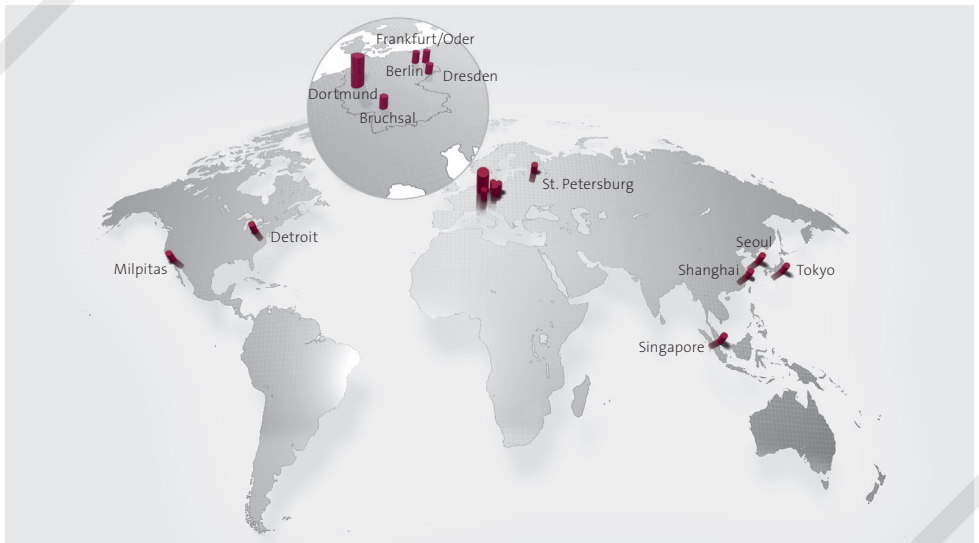 Frankfurt/Oder
Berlin
Dresden
Dortmund
Bruchsal
St. Petersburg
Detroit
Milpitas
Seoul
Shanghai
Tokyo
Singapore